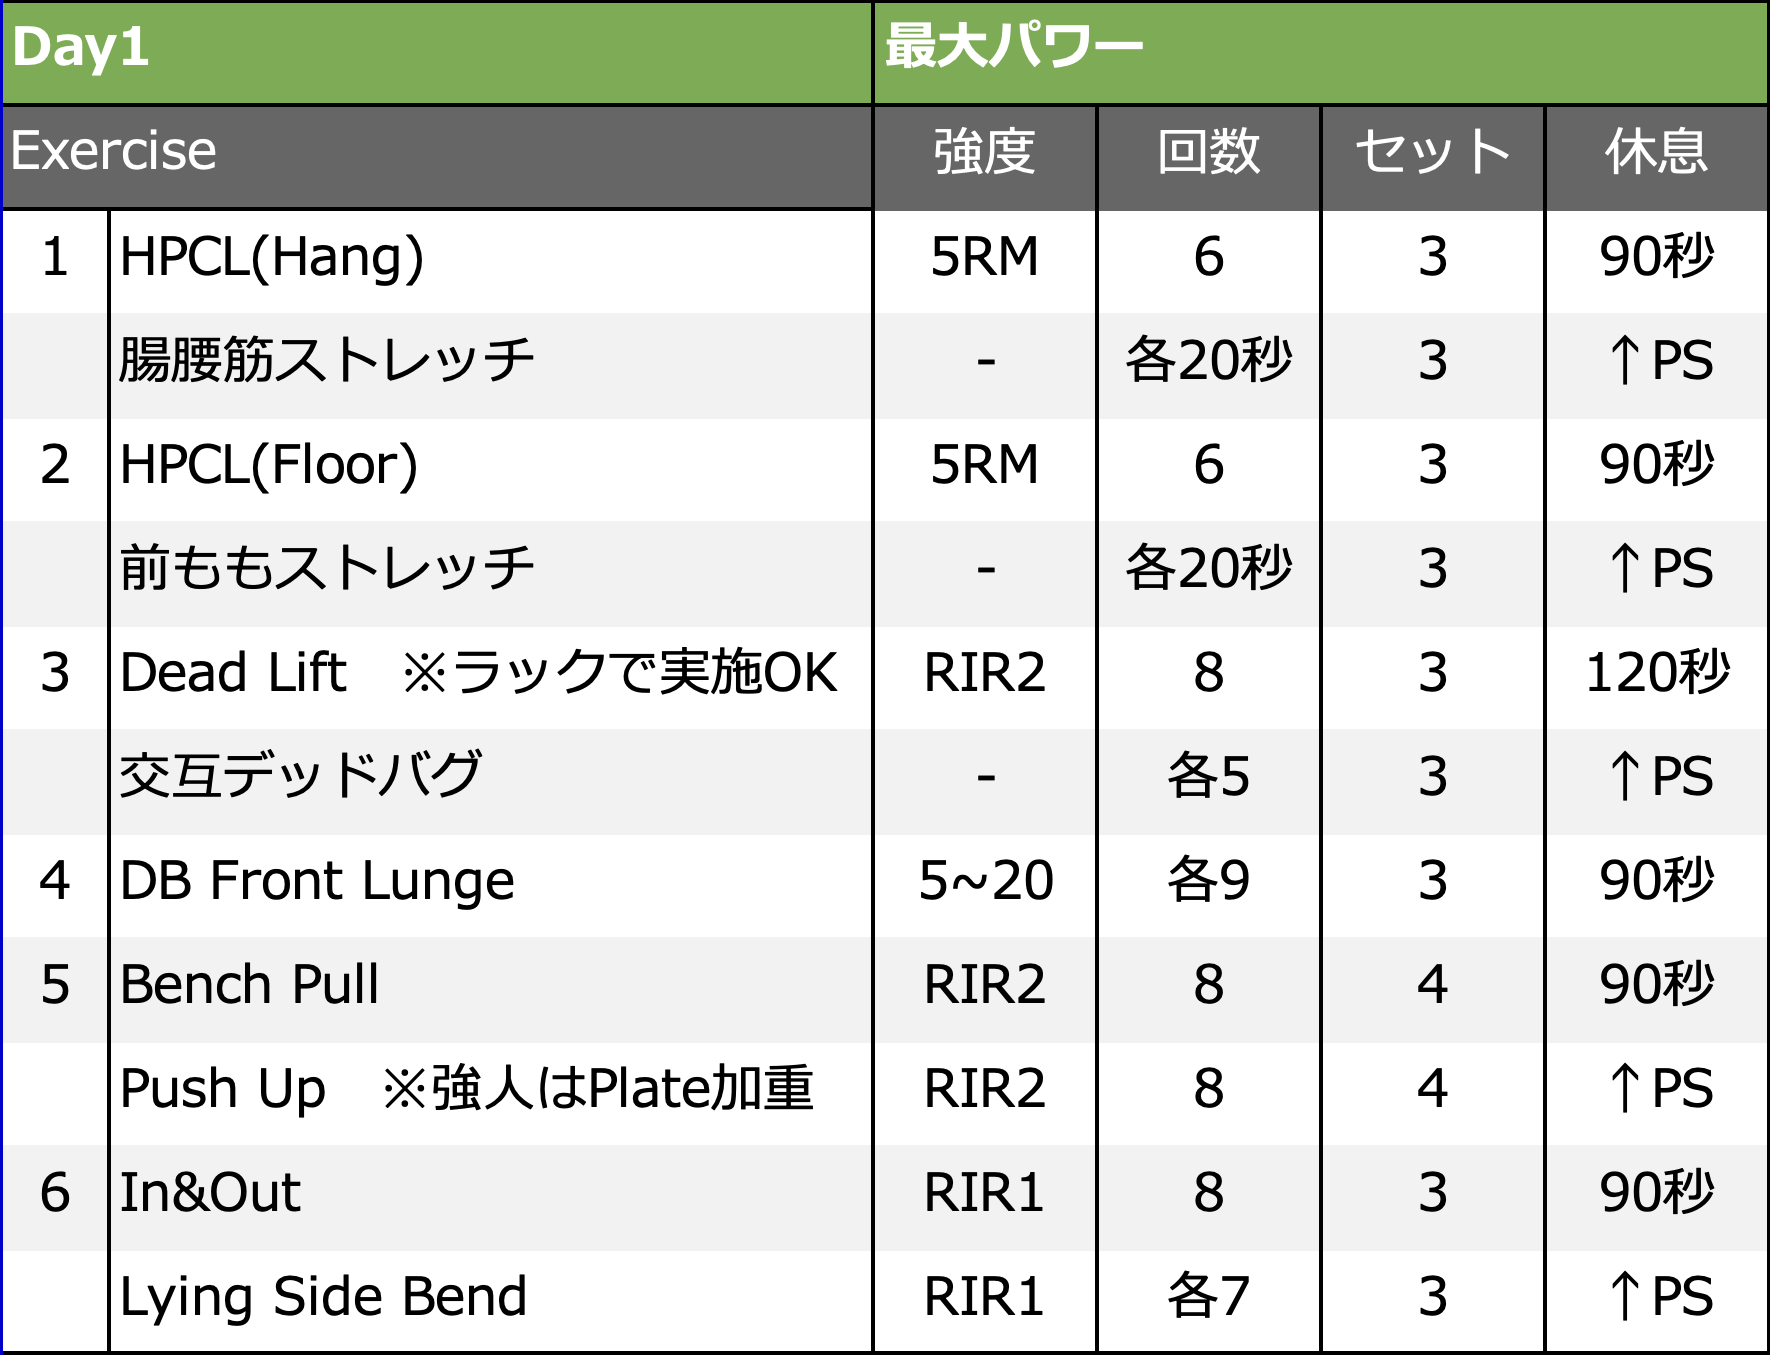 Day1 最大パワー
Exercise 強度 回数 セット 休息
1 HPCL(Hang) 5RM 6 3 90秒
腸腰筋ストレッチ - 各20秒 3 ↑PS
2 HPCL(Floor) 5RM 6 3 90秒
前ももストレッチ - 各20秒 3 ↑PS
3 Dead Lift　※ラックで実施OK RIR2 8 3 120秒
交互デッドバグ - 各5 3 ↑PS
4 DB Front Lunge 5~20 各9 3 90秒
5 Bench Pull RIR2 8 4 90秒
Push Up　※強人はPlate加重 RIR2 8 4 ↑PS
6 In&Out RIR1 8 3 90秒
Lying Side Bend RIR1 各7 3 ↑PS